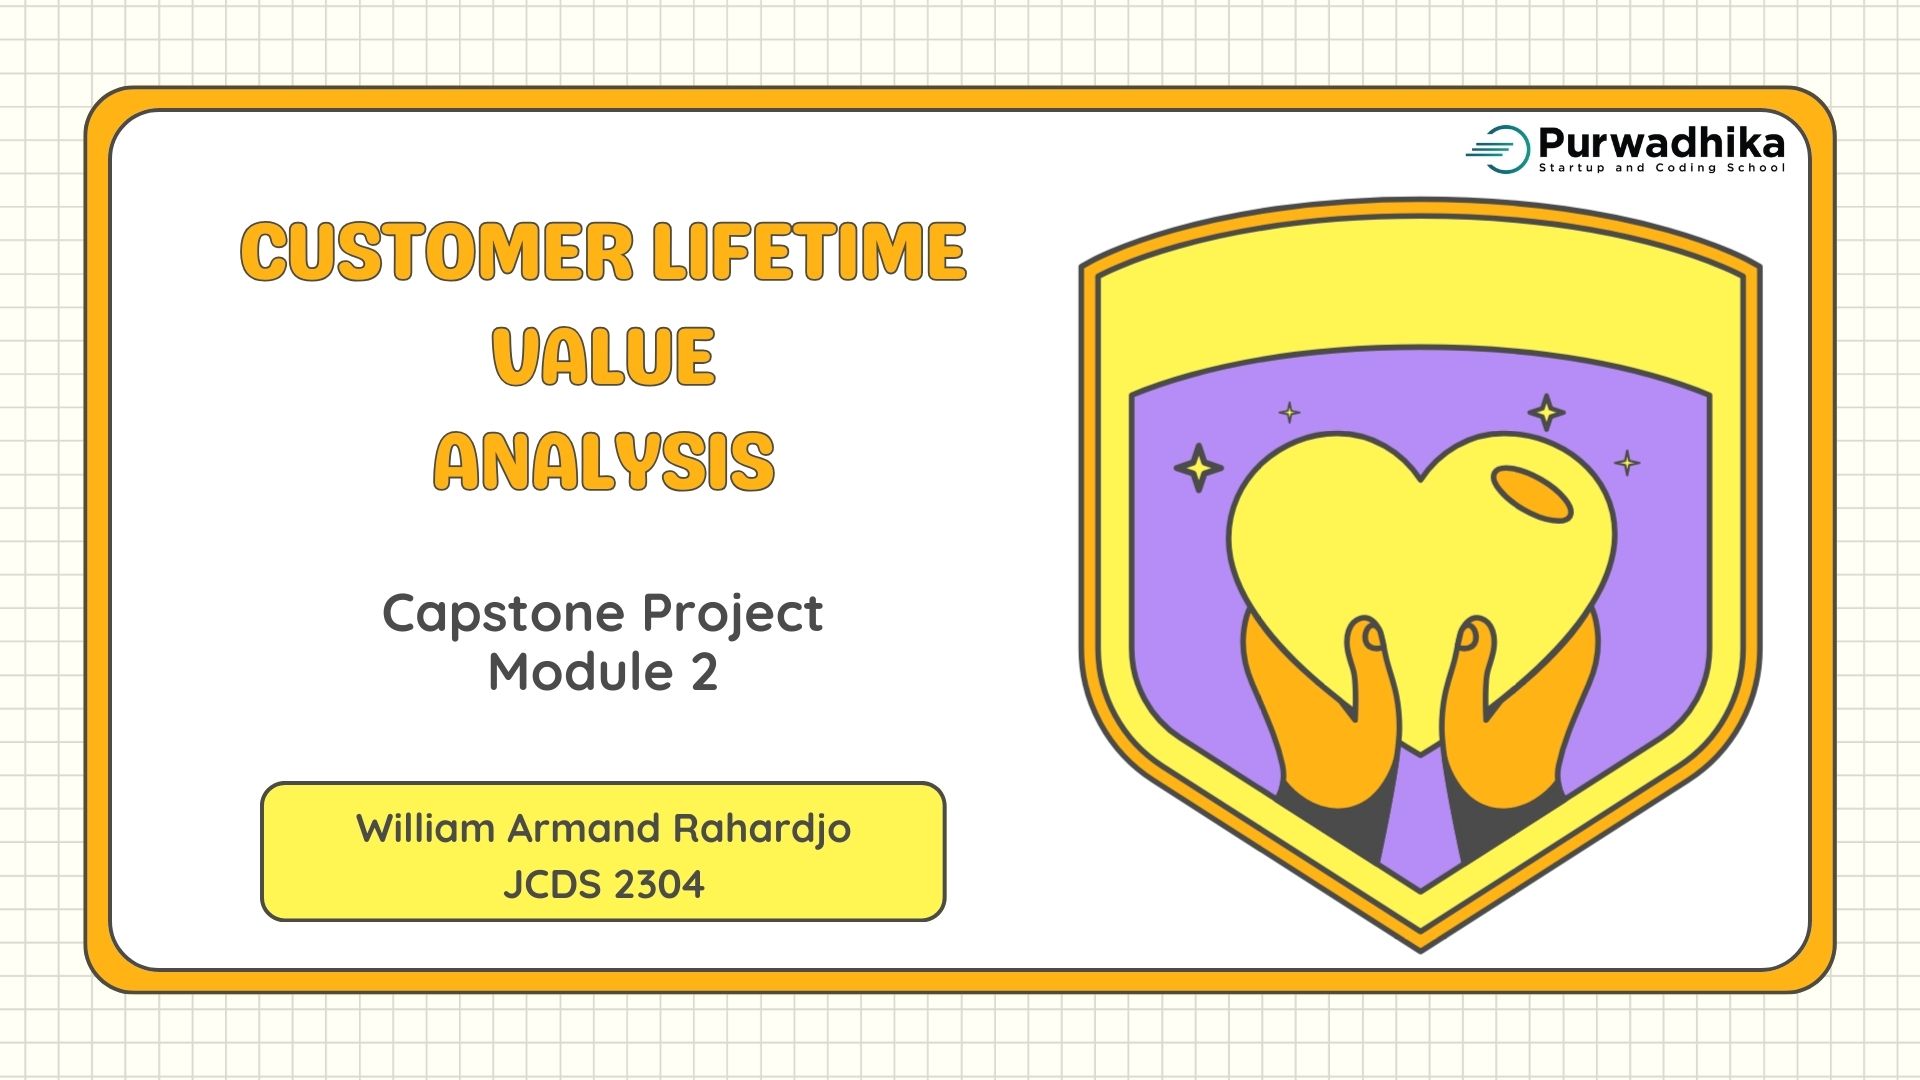 Purwadhika
Startup and Coding School
CUSTOMER LIFETIME
VALUE
ANALYSIS
Capstone Project
Module 2
William Armand Rahardjo
JCDS 2304